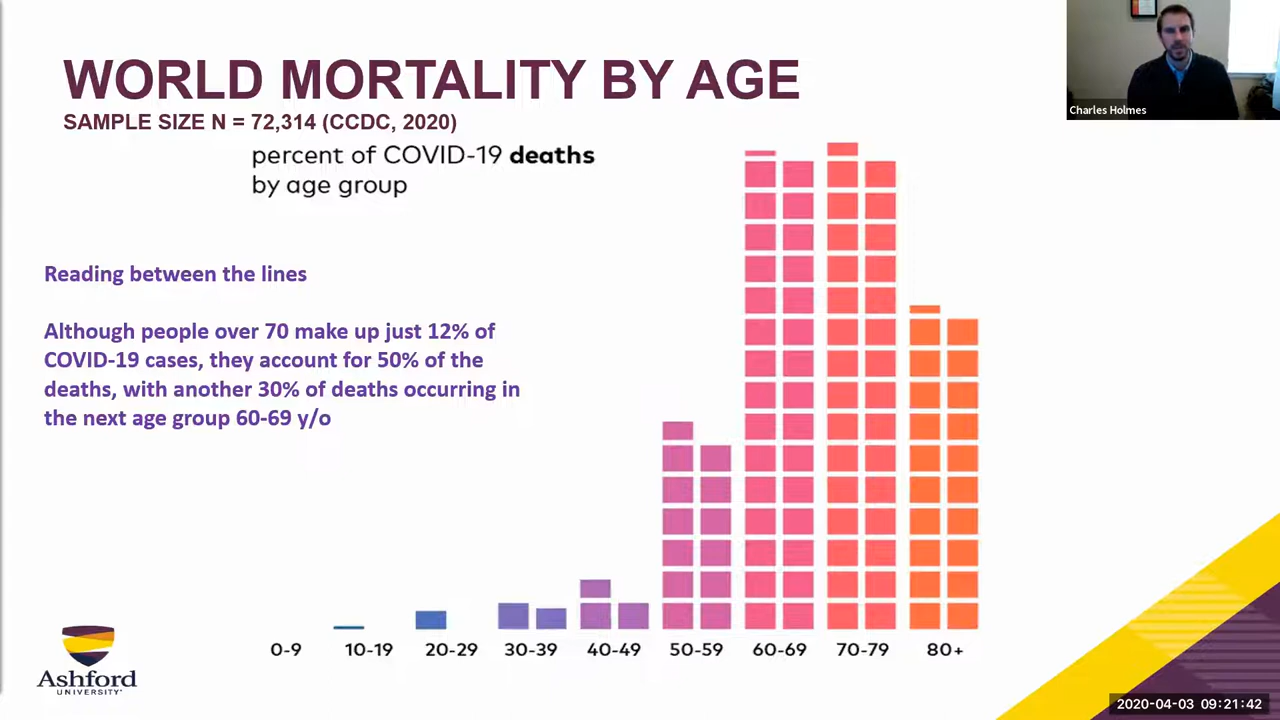 WORLD MORTALITY BY AGE
SAMPLE SIZE N = 72,314 (CCDC, 2020)
percent of COVID-19 deaths
by age group
Charles Holmes
Reading between the lines
Although people over 70 make up just 12% of
COVID-19 cases, they account for 50% of the
deaths, with another 30% of deaths occurring in
the next age group 60-69 y/o
0-9 10-19 20-29 30-39 40-49 50-59 60-69 70-79 80+
Ashford
UNIVERSITY
2020-04-03 09:21:42